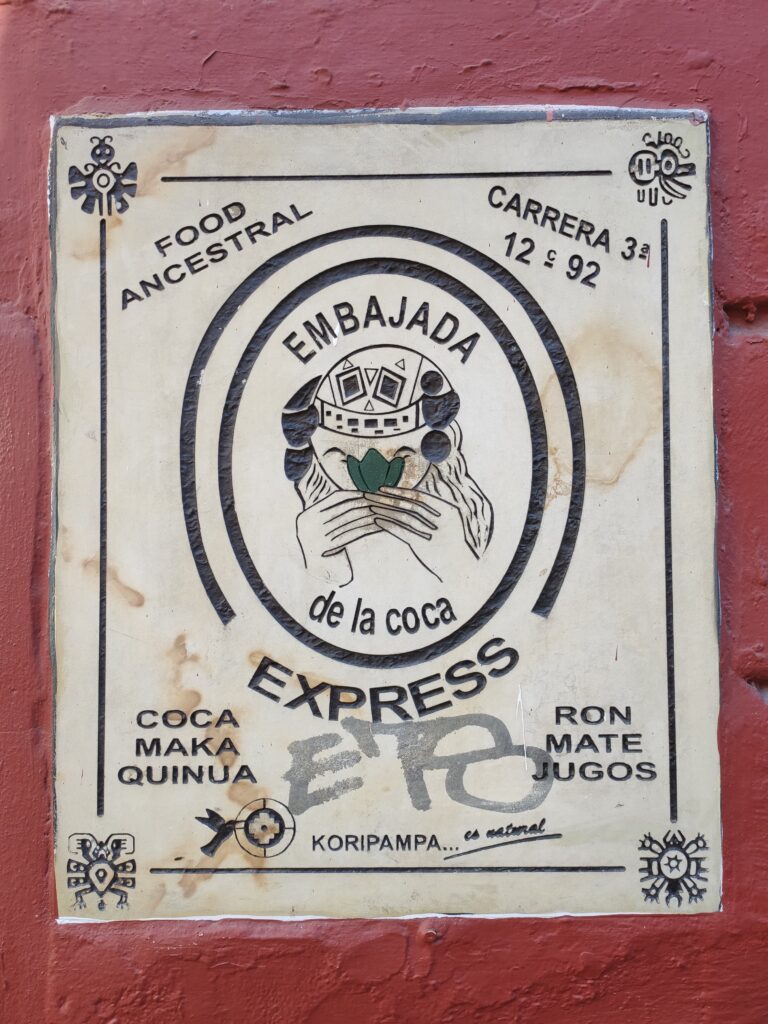 FOOD
ANCESTRAL
CARRERA 3ª
12 c 92
EMBAJADA
de la coca
EXPRESS
COCA
MAKA
QUINUA
RON
MATE
JUGOS
ETO
KORIPAMPA... es natural